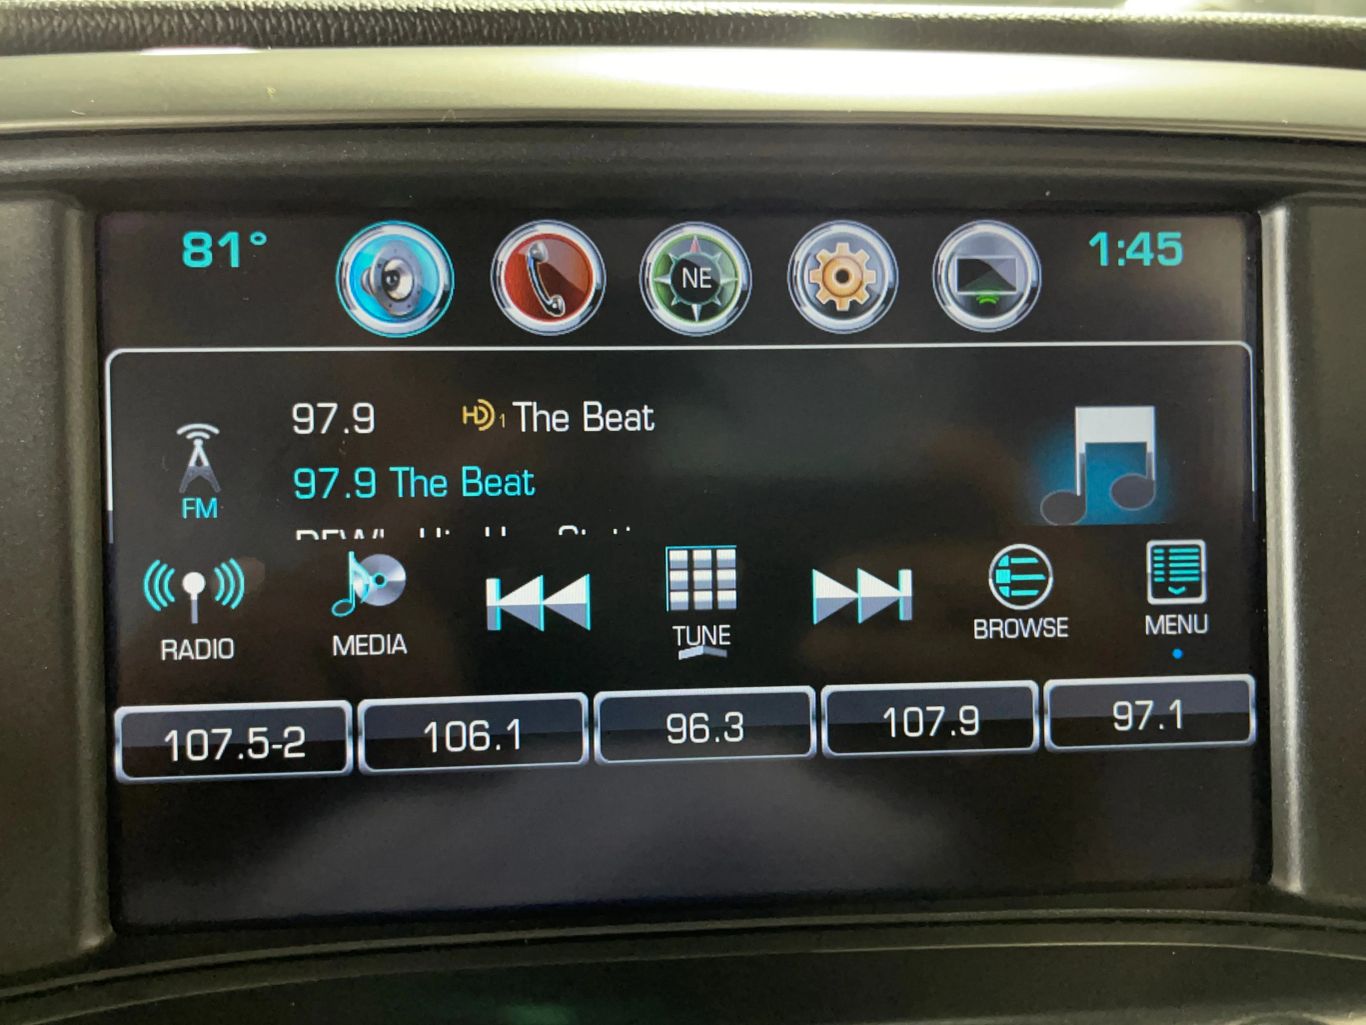 81°
NE
1:45
97.9 HD1 The Beat
97.9 The Beat
FM
RADIO
MEDIA
TUNE
BROWSE
MENU
107.5-2
106.1
96.3
107.9
97.1